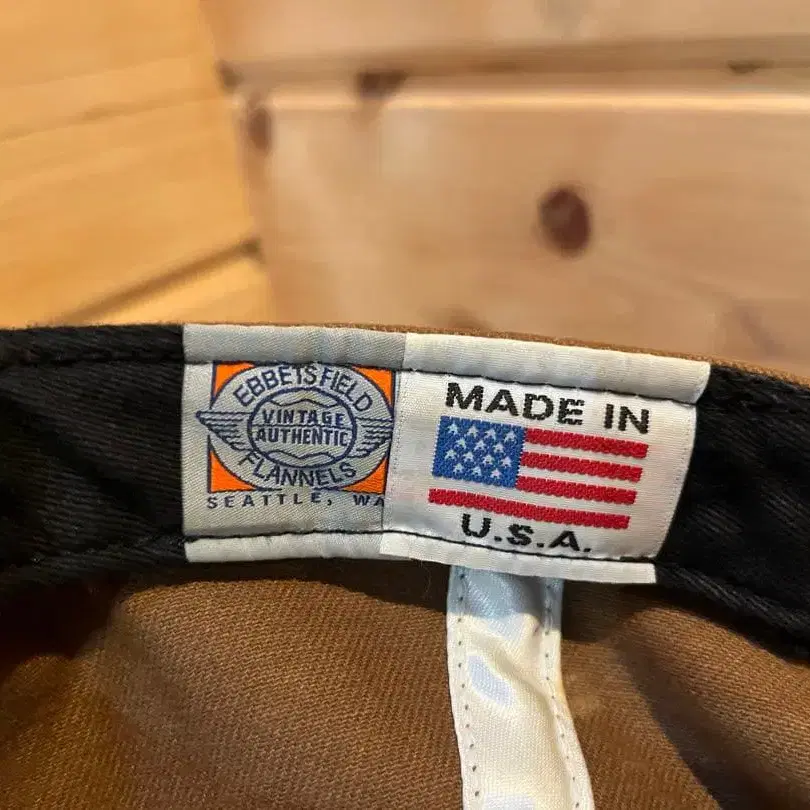 EBBETS FIELD
VINTAGE
AUTHENTIC
FLANNELS
SEATTLE, WA
MADE IN
U.S.A.